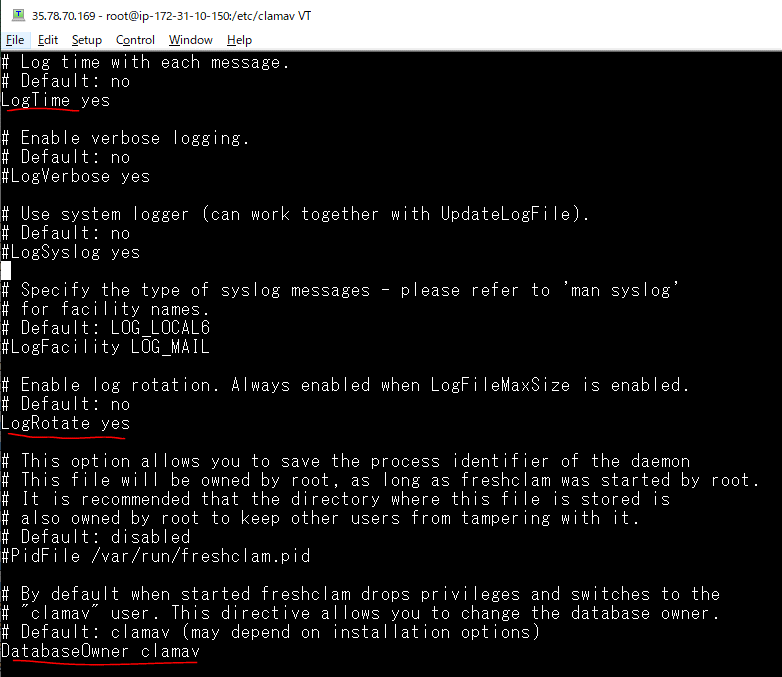 35.78.70.169 - root@ip-172-31-10-150:/etc/clamav VT
File Edit Setup Control Window Help
# Log time with each message.
# Default: no
LogTime yes
# Enable verbose logging.
# Default: no
#LogVerbose yes
# Use system logger (can work together with UpdateLogFile).
# Default: no
#LogSyslog yes
# Specify the type of syslog messages - please refer to 'man syslog'
# for facility names.
# Default: LOG_LOCAL6
#LogFacility LOG_MAIL
# Enable log rotation. Always enabled when LogFileMaxSize is enabled.
# Default: no
LogRotate yes
# This option allows you to save the process identifier of the daemon
# This file will be owned by root, as long as freshclam was started by root.
# It is recommended that the directory where this file is stored is
# also owned by root to keep other users from tampering with it.
# Default: disabled
#PidFile /var/run/freshclam.pid
# By default when started freshclam drops privileges and switches to the
# "clamav" user. This directive allows you to change the database owner.
# Default: clamav (may depend on installation options)
DatabaseOwner clamav